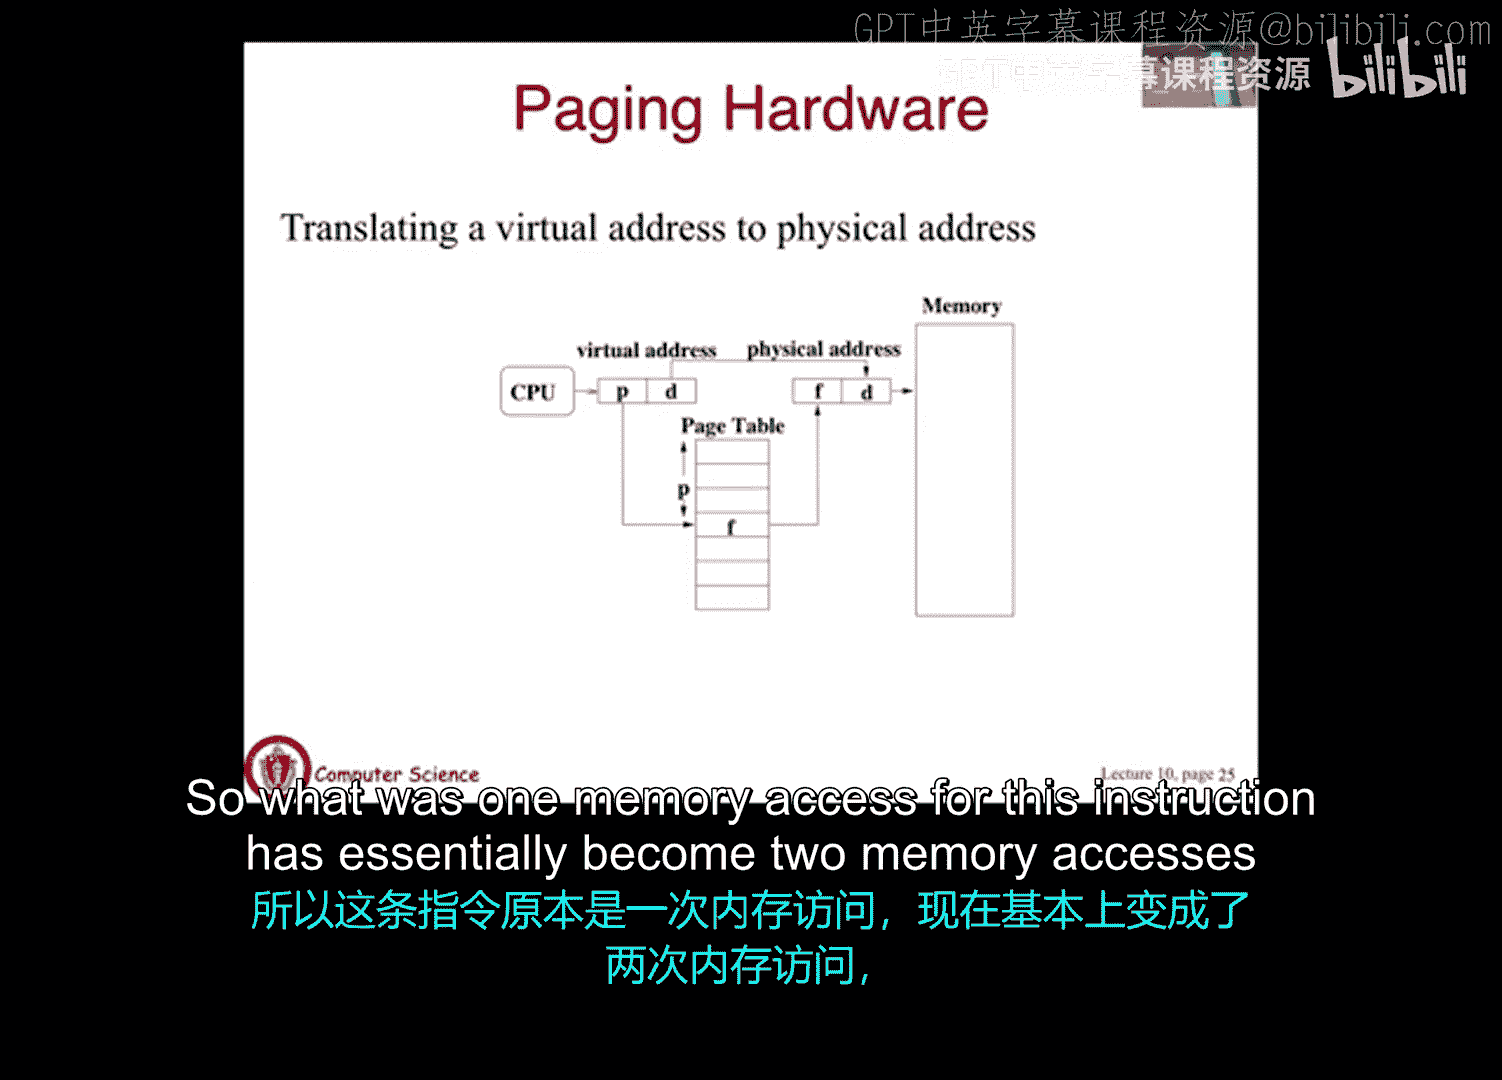 GPT中英字幕课程资源@bilibili.com
GPT中英字幕课程资源 bilibili
Paging Hardware
Translating a virtual address to physical address
Memory
virtual address physical address
CPU p d f d
Page Table
p
f
Computer Science
Lecture 10, page 25
So what was one memory access for this instruction
has essentially become two memory accesses
所以这条指令原本是一次内存访问，现在基本上变成了
两次内存访问，